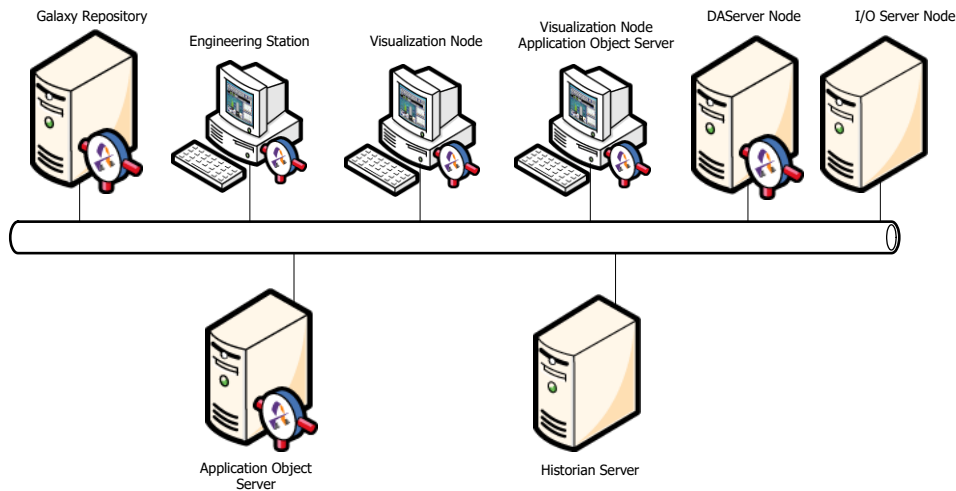 Galaxy Repository
Engineering Station
Visualization Node
Visualization Node
Application Object Server
DAServer Node
I/O Server Node
Application Object
Server
Historian Server